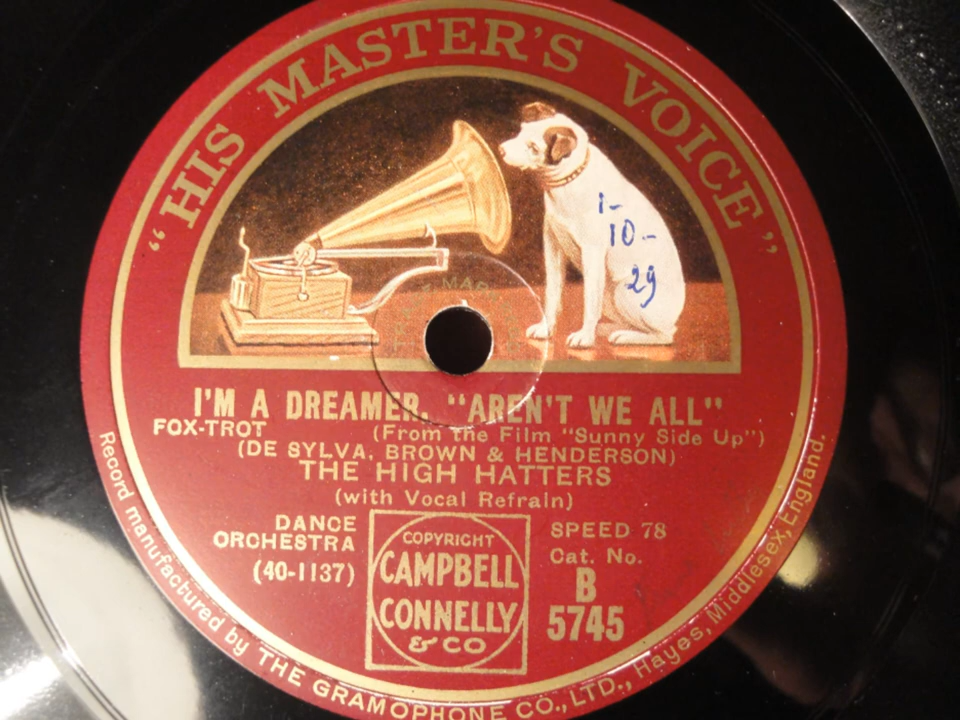 "HIS MASTER'S VOICE"
1-
10-
29
I'M A DREAMER, "AREN'T WE ALL"
FOX-TROT (From the Film "Sunny Side Up")
(DE SYLVA, BROWN & HENDERSON)
THE HIGH HATTERS
(with Vocal Refrain)
DANCE
ORCHESTRA
(40-1137)
COPYRIGHT
CAMPBELL
CONNELLY
& CO
SPEED 78
Cat. No.
B
5745
Record manufactured by THE GRAMOPHONE CO., LTD., Hayes, Middlesex, England.